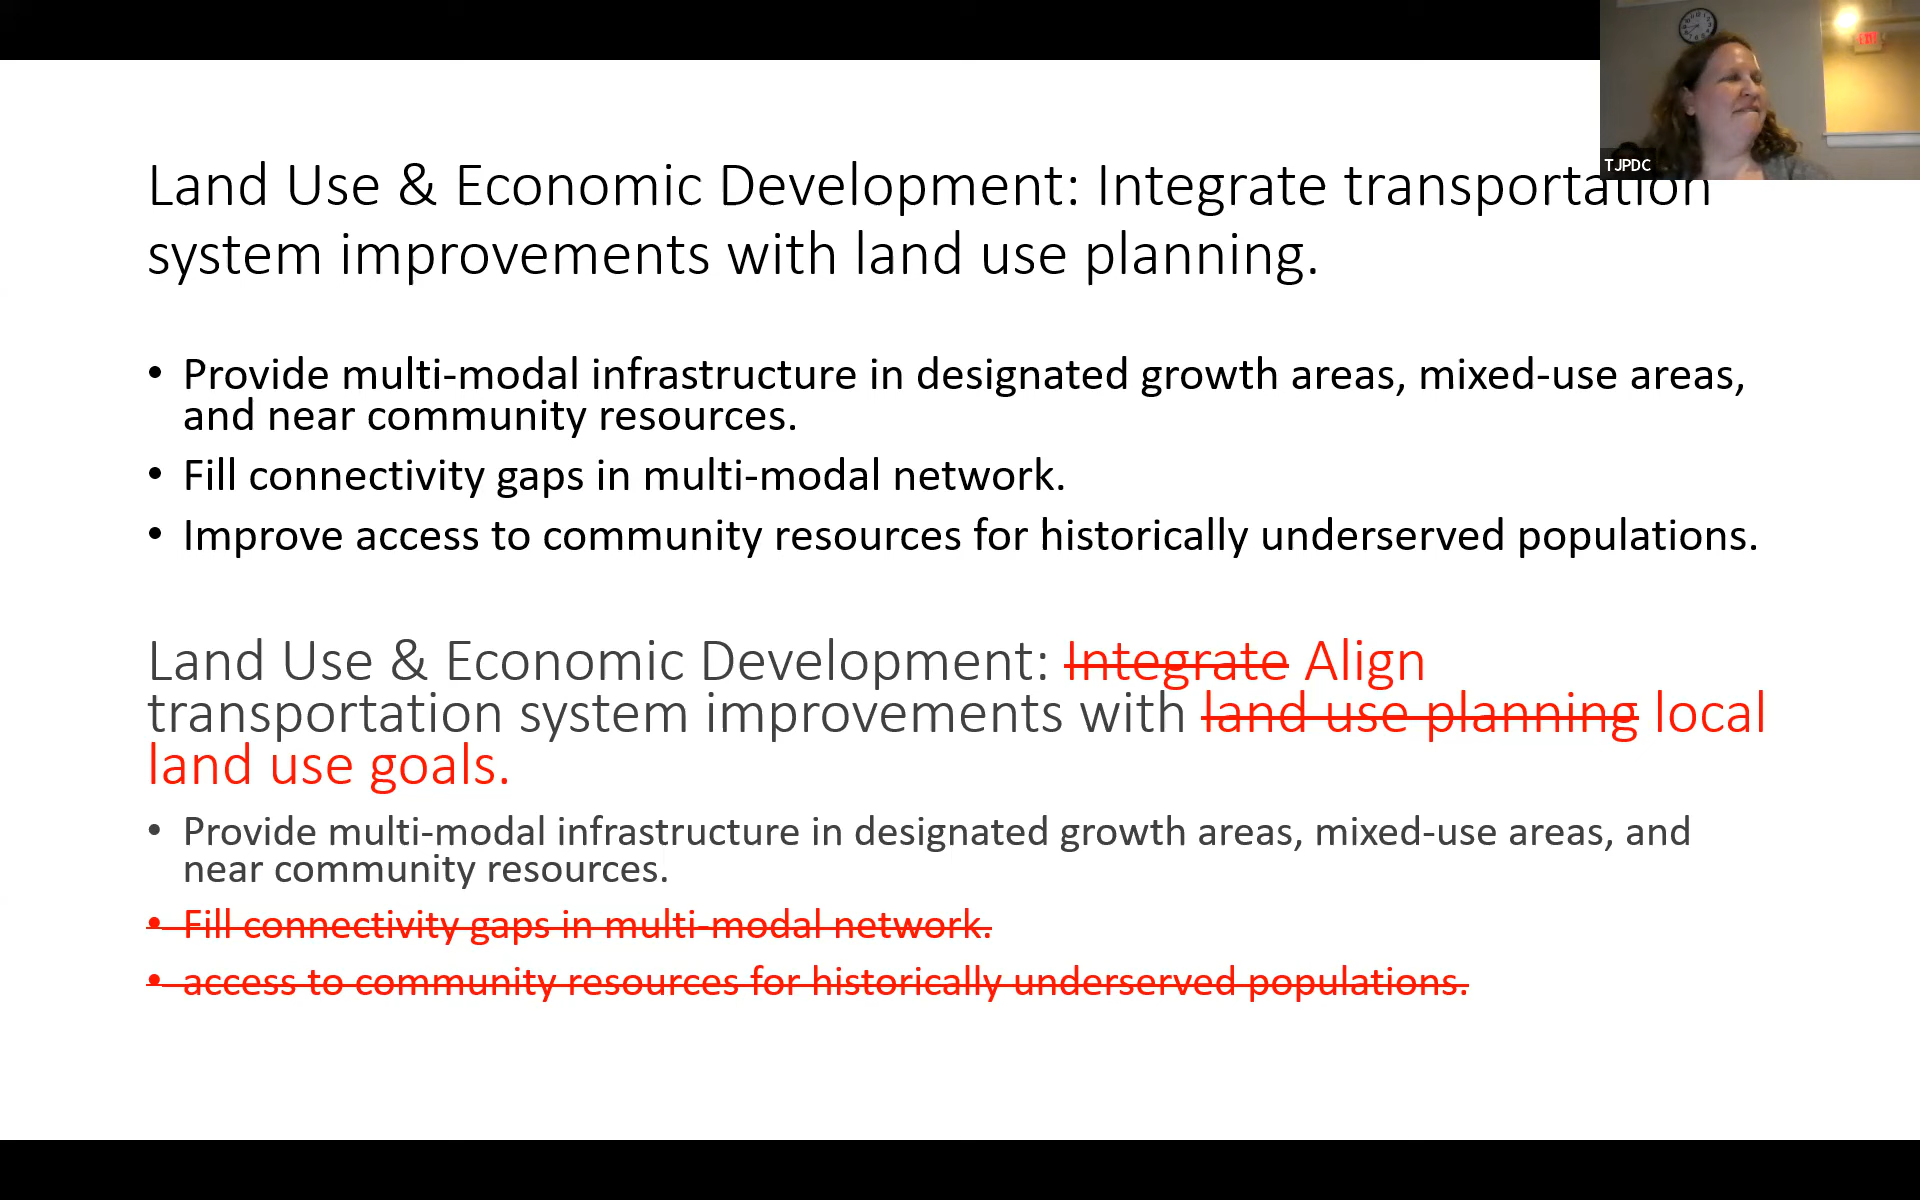 TJPDC
EXIT
Land Use & Economic Development: Integrate transportation
system improvements with land use planning.
• Provide multi-modal infrastructure in designated growth areas, mixed-use areas,
and near community resources.
• Fill connectivity gaps in multi-modal network.
• Improve access to community resources for historically underserved populations.
Land Use & Economic Development: Integrate Align
transportation system improvements with land use planning local
land use goals.
• Provide multi-modal infrastructure in designated growth areas, mixed-use areas, and
near community resources.
• Fill connectivity gaps in multi-modal network.
• access to community resources for historically underserved populations.